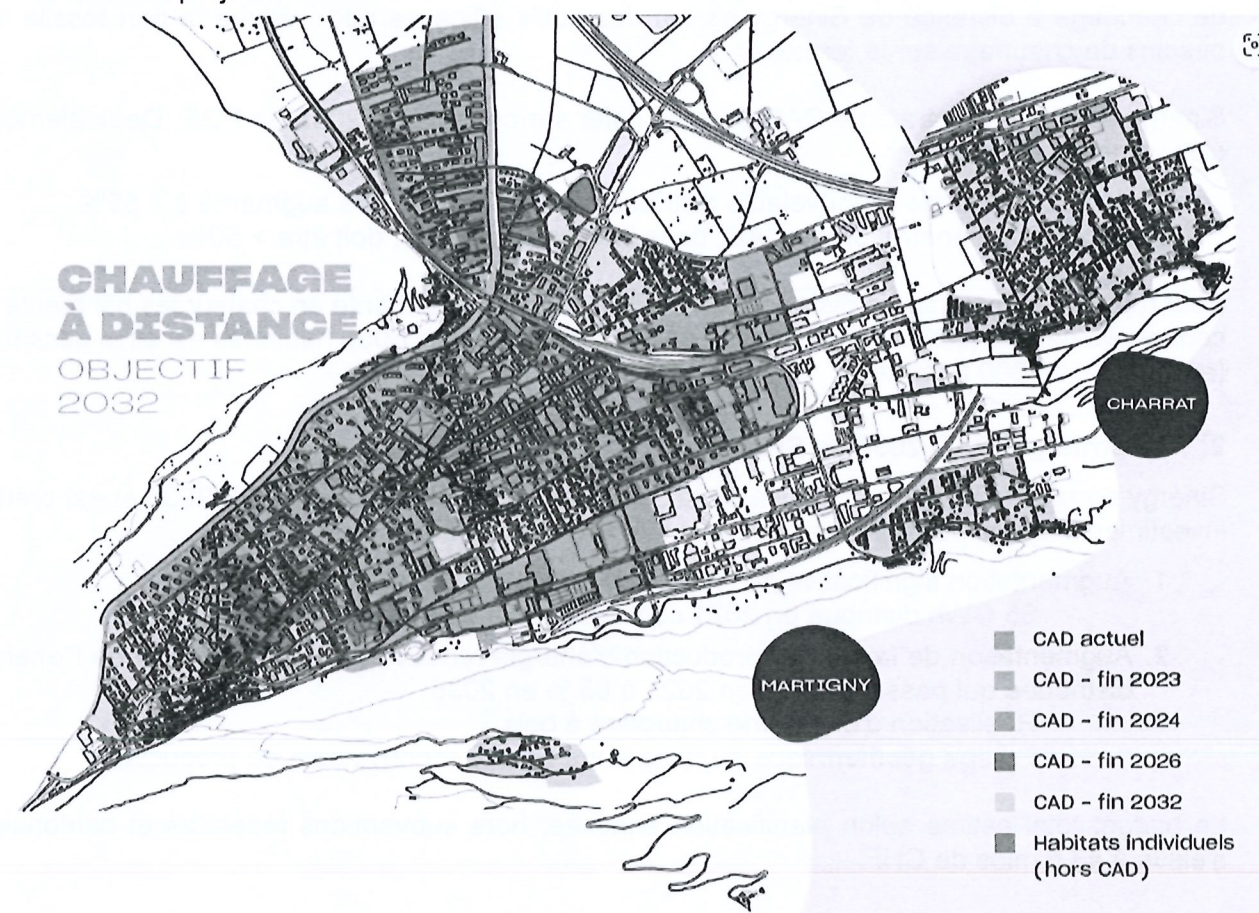 CHAUFFAGE
À DISTANCE
OBJECTIF
2032
CHARRAT
MARTIGNY
CAD actuel
CAD - fin 2023
CAD - fin 2024
CAD - fin 2026
CAD - fin 2032
Habitats individuels
(hors CAD)